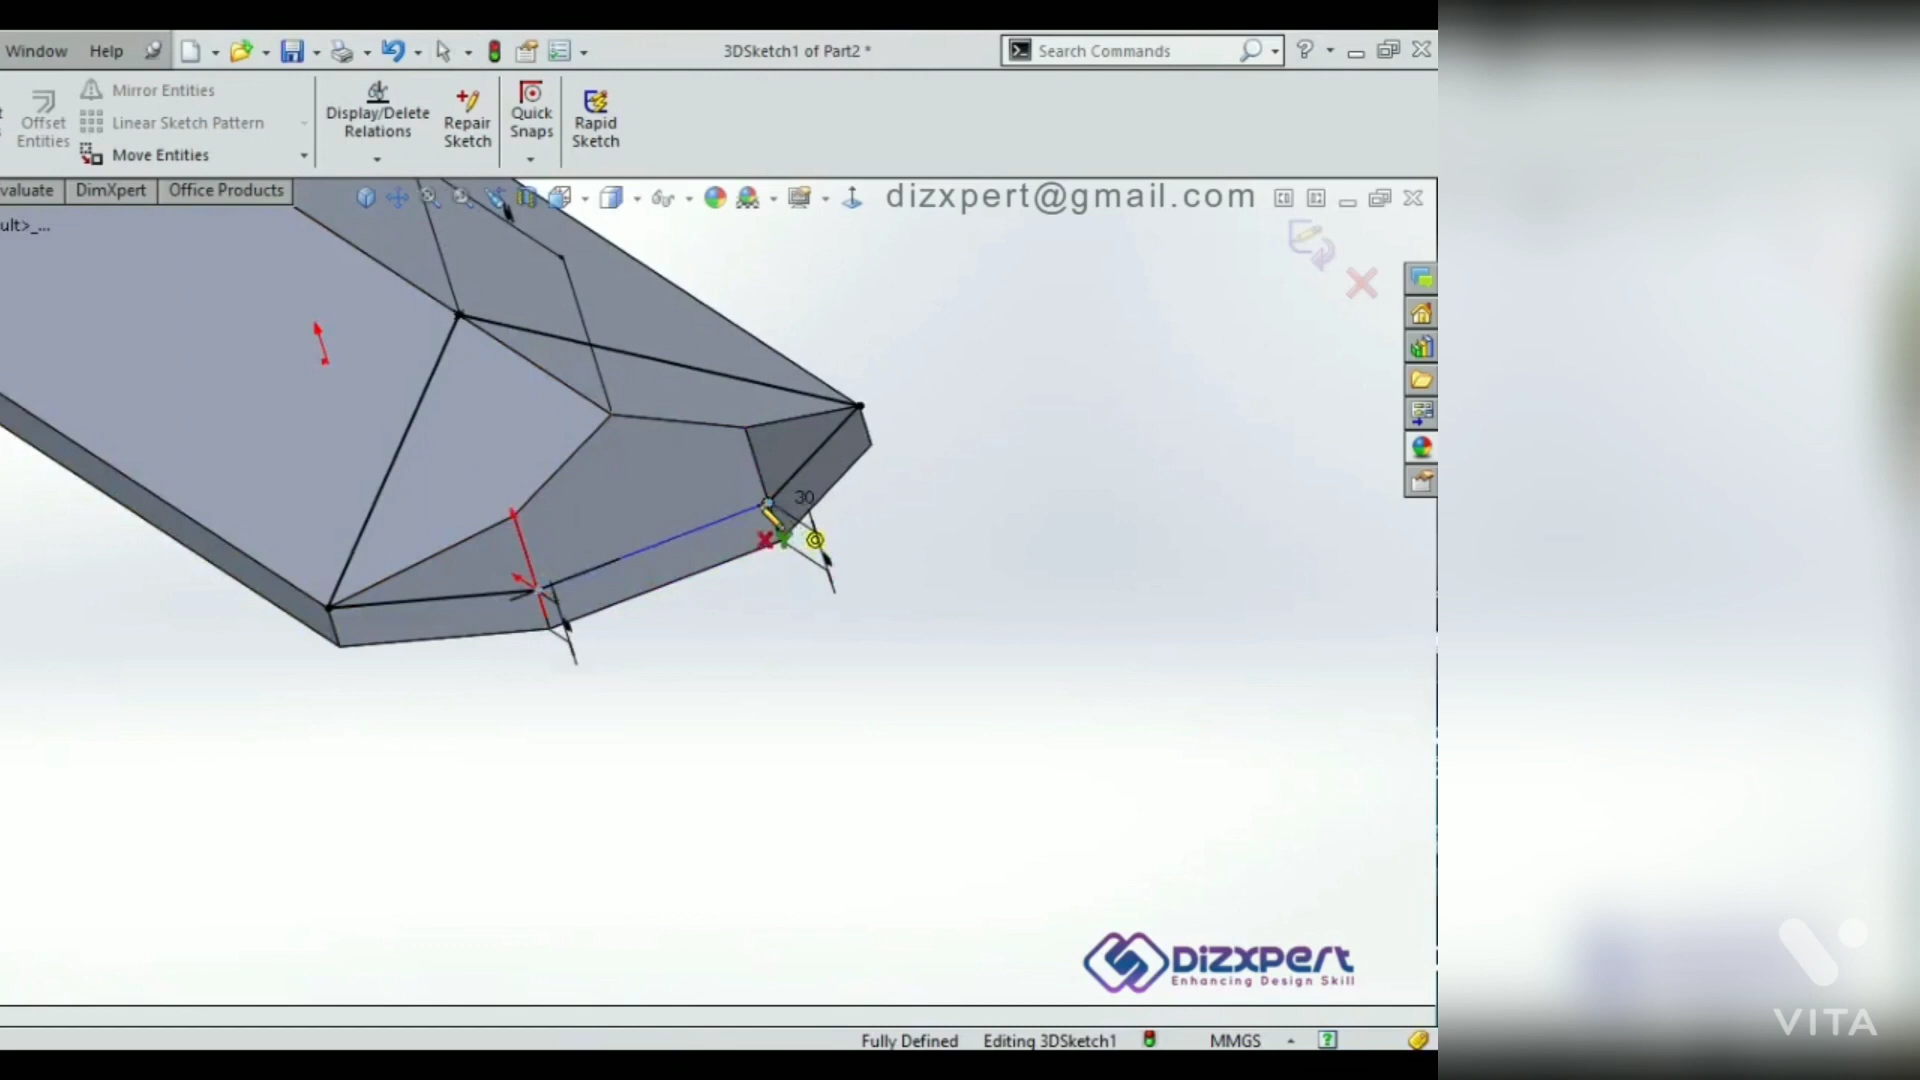 Window Help
3DSketch1 of Part2 *
Search Commands
Offset
Entities
Mirror Entities
Linear Sketch Pattern
Move Entities
Display/Delete
Relations
Repair
Sketch
Quick
Snaps
Rapid
Sketch
valuate DimXpert Office Products
dizxpert@gmail.com
ult>_...
30
Dizxpert
Enhancing Design Skill
VITA
Fully Defined Editing 3DSketch1 MMGS